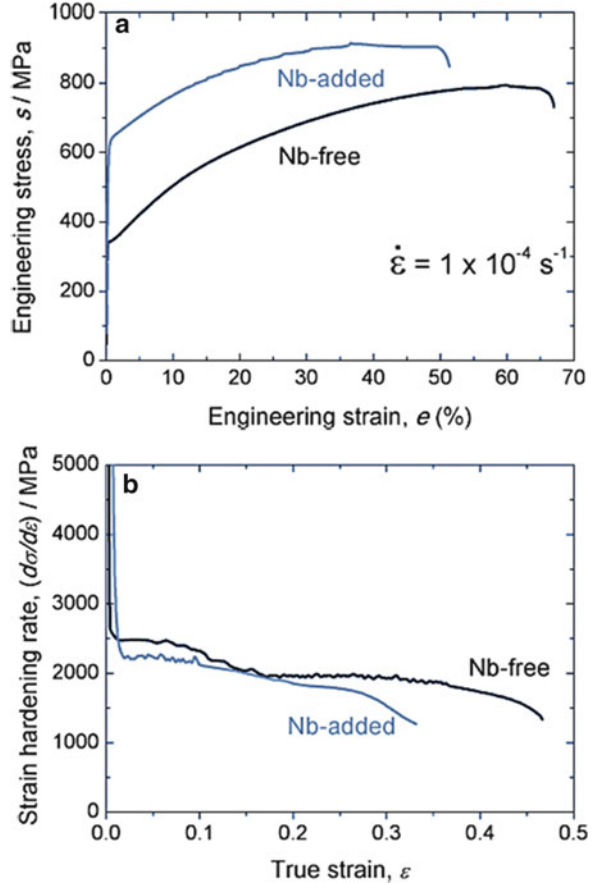 a
1000
800
600
400
200
0
Engineering stress, s / MPa
Nb-added
Nb-free
ε̇ = 1 x 10⁻⁴ s⁻¹
0 10 20 30 40 50 60 70
Engineering strain, e (%)
b
5000
4000
3000
2000
1000
0
Strain hardening rate, (dσ/dε) / MPa
Nb-free
Nb-added
0.0 0.1 0.2 0.3 0.4 0.5
True strain, ε